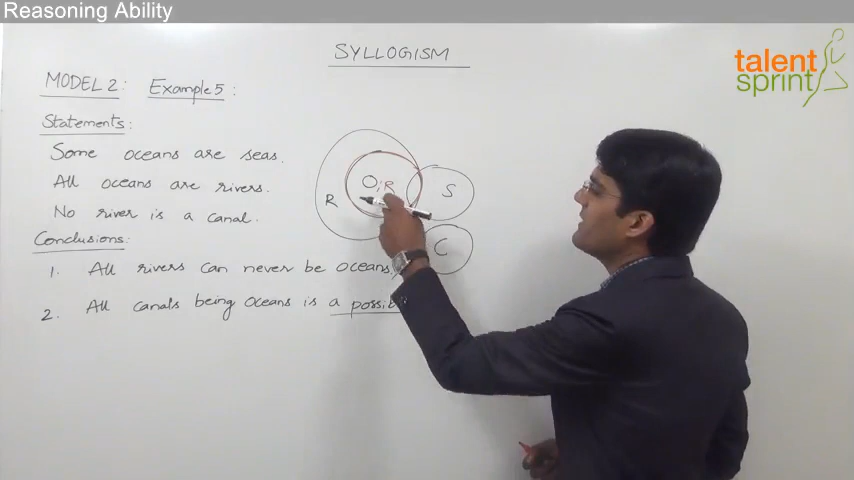 Reasoning Ability
SYLLOGISM
talent
sprint
MODEL 2: Example 5:
Statements:
Some oceans are seas.
All oceans are rivers.
No river is a canal.
Conclusions:
1. All rivers can never be oceans
2. All canals being oceans is a
R
O, R
S
C